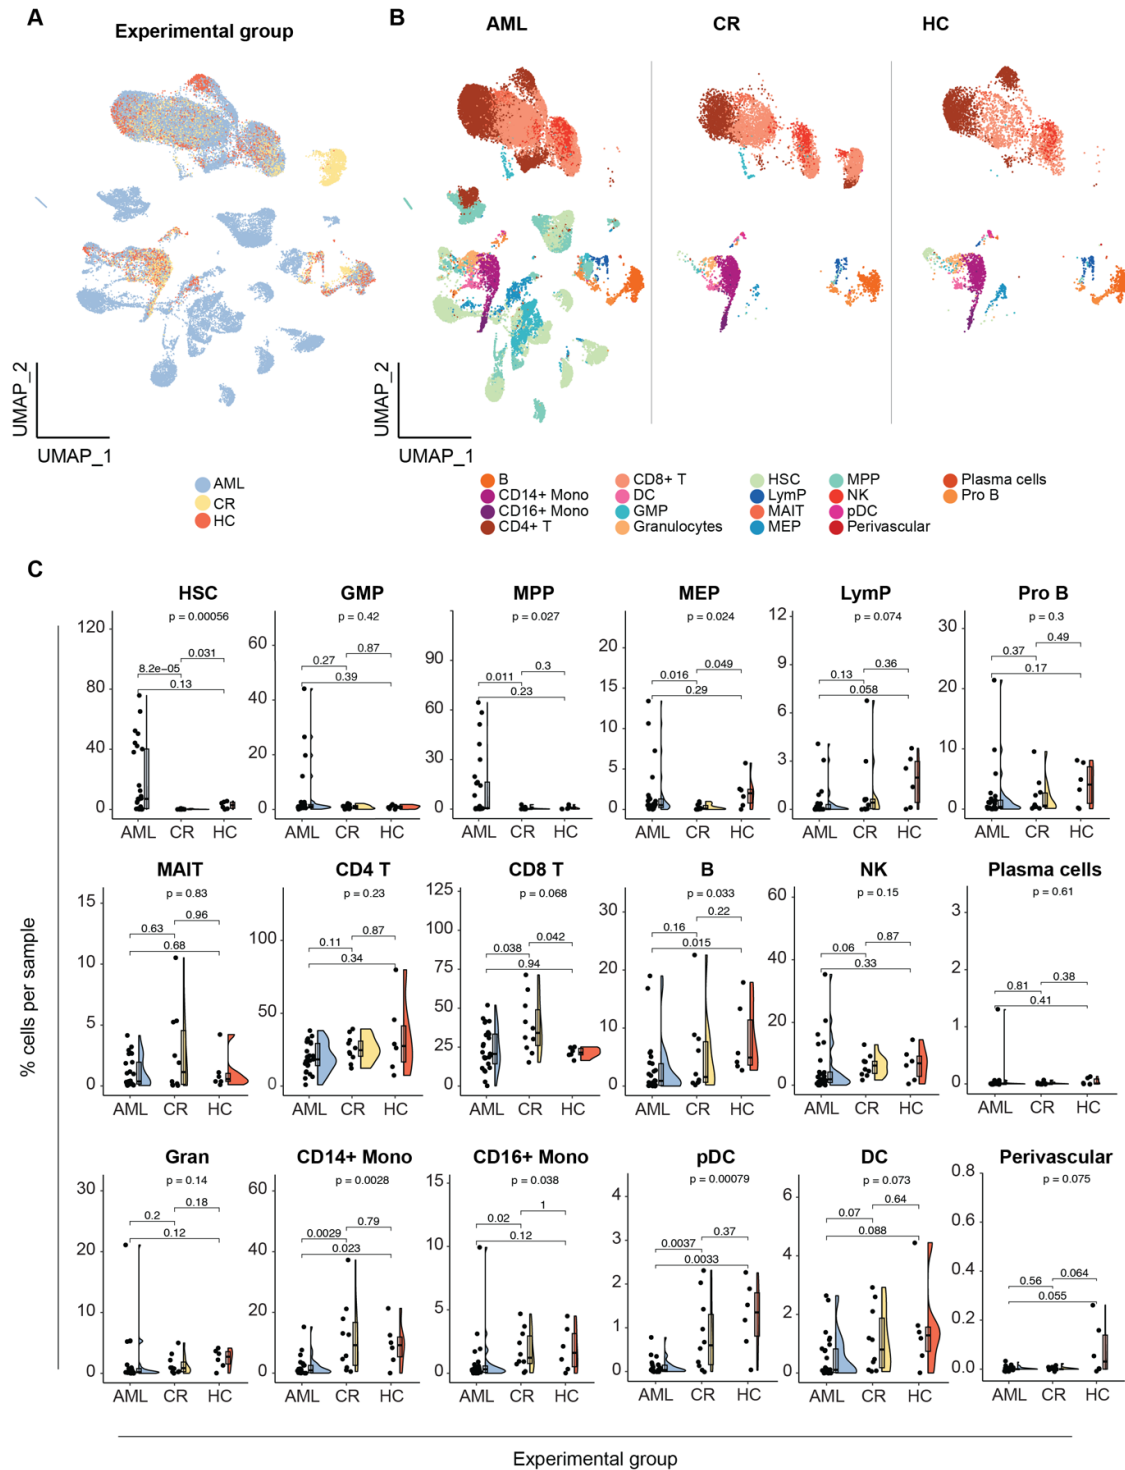 A
Experimental group
B
AML
CR
HC
UMAP_2
UMAP_1
UMAP_2
UMAP_1
AML
CR
HC
B
CD14+ Mono
CD16+ Mono
CD4+ T
CD8+ T
DC
GMP
Granulocytes
HSC
LymP
MAIT
MEP
MPP
NK
pDC
Perivascular
Plasma cells
Pro B
C
% cells per sample
HSC
p = 0.00056
0.031
8.2e−05
0.13
120
80
40
0
AML CR HC
GMP
p = 0.42
0.87
0.27
0.39
60
40
20
0
AML CR HC
MPP
p = 0.027
0.3
0.011
0.23
90
60
30
0
AML CR HC
MEP
p = 0.024
0.049
0.016
0.29
20
15
10
5
0
AML CR HC
LymP
p = 0.074
0.36
0.13
0.058
12
9
6
3
0
AML CR HC
Pro B
p = 0.3
0.49
0.37
0.17
30
20
10
0
AML CR HC
MAIT
p = 0.83
0.96
0.63
0.68
15
10
5
0
AML CR HC
CD4 T
p = 0.23
0.87
0.11
0.34
100
50
0
AML CR HC
CD8 T
p = 0.068
0.042
0.038
0.94
125
100
75
50
25
0
AML CR HC
B
p = 0.033
0.22
0.16
0.015
30
20
10
0
AML CR HC
NK
p = 0.15
0.87
0.06
0.33
60
40
20
0
AML CR HC
Plasma cells
p = 0.61
0.38
0.81
0.41
3
2
1
0
AML CR HC
Gran
p = 0.14
0.18
0.2
0.12
30
20
10
0
AML CR HC
CD14+ Mono
p = 0.0028
0.79
0.0029
0.023
60
40
20
0
AML CR HC
CD16+ Mono
p = 0.038
1
0.02
0.12
15
10
5
0
AML CR HC
pDC
p = 0.00079
0.37
0.0037
0.0033
4
3
2
1
0
AML CR HC
DC
p = 0.073
0.64
0.07
0.088
6
4
2
0
AML CR HC
Perivascular
p = 0.075
0.064
0.56
0.055
0.8
0.6
0.4
0.2
0.0
AML CR HC
Experimental group